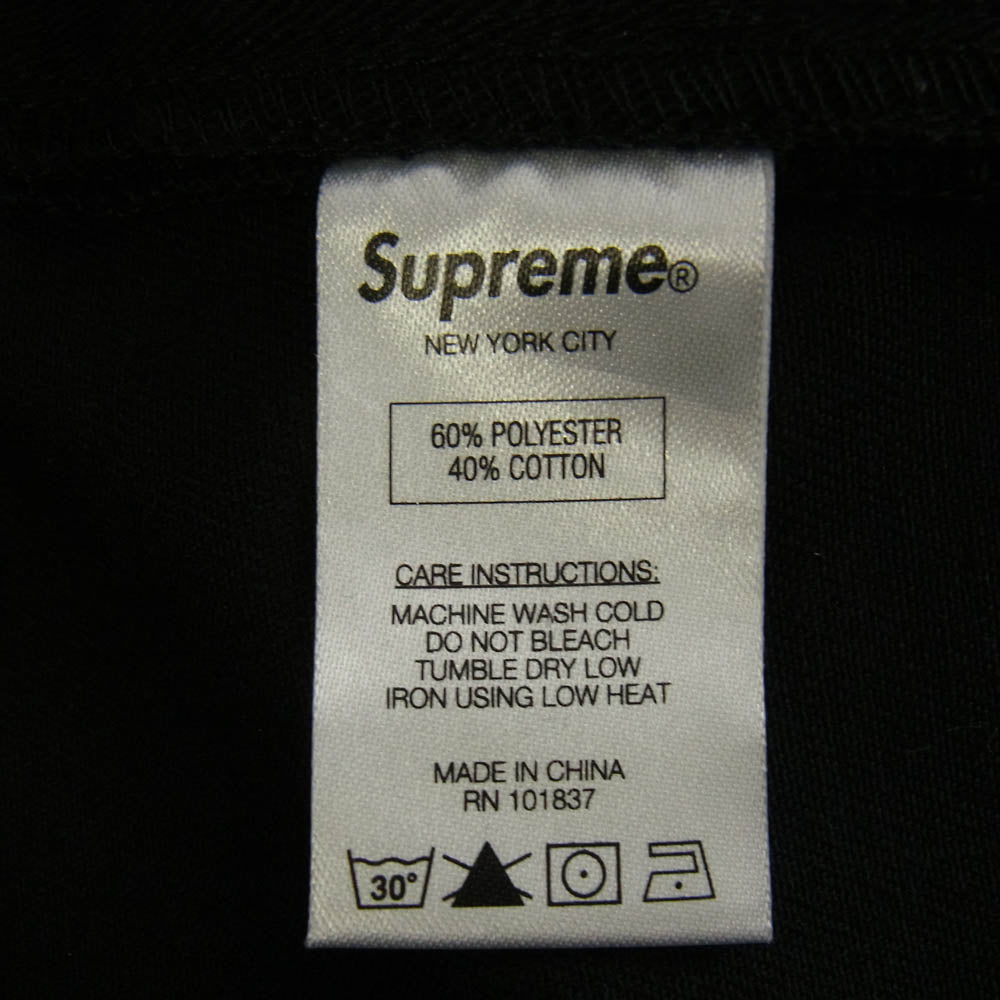 Supreme®
NEW YORK CITY
60% POLYESTER
40% COTTON
CARE INSTRUCTIONS:
MACHINE WASH COLD
DO NOT BLEACH
TUMBLE DRY LOW
IRON USING LOW HEAT
MADE IN CHINA
RN 101837
30°